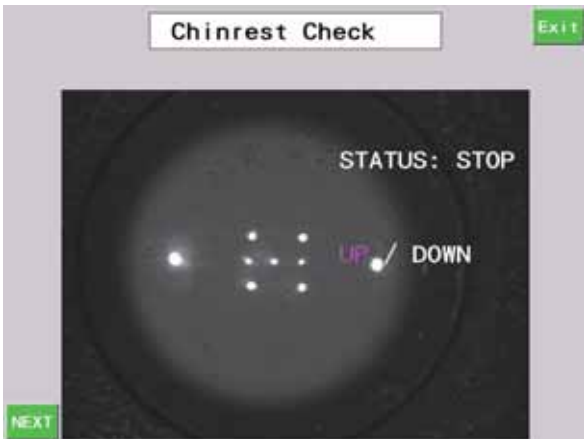 Chinrest Check
Exit
STATUS: STOP
UP / DOWN
NEXT